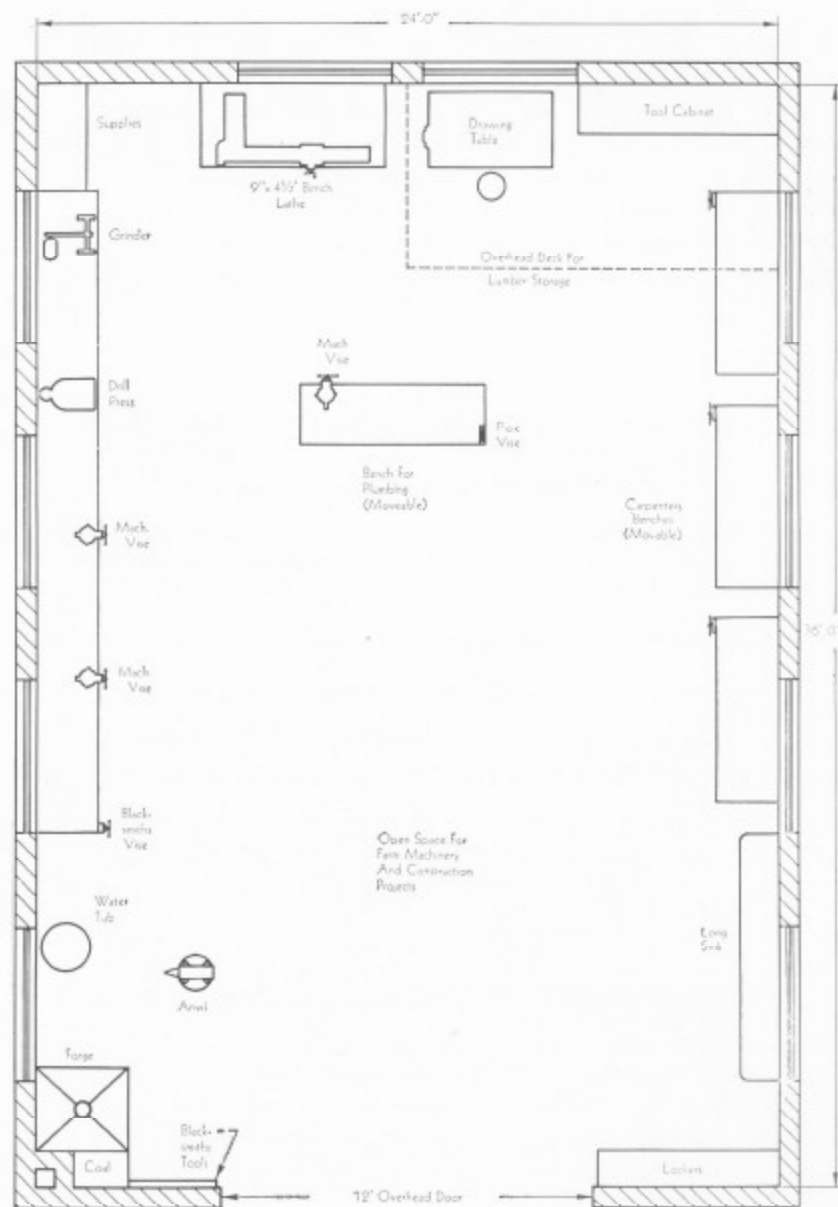 24'-0"
Supplies
Drawing
Table
Tool Cabinet
9"x 4½' Bench
Lathe
Grinder
Overhead Deck For
Lumber Storage
Mach
Vise
Drill
Press
Pipe
Vise
Bench For
Plumbing
(Moveable)
Carpenters
Benches
(Movable)
Mach.
Vise
36'-0"
Mach.
Vise
Black-
smiths
Vise
Open Space For
Farm Machinery
And Construction
Projects
Water
Tub
Long
Sink
Anvil
Forge
Black-
smiths
Tools
Coal
Lockers
12' Overhead Door